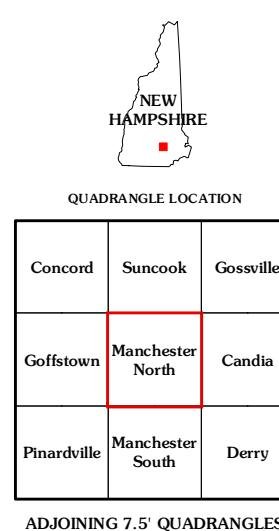 NEW
HAMPSHIRE
QUADRANGLE LOCATION
Concord Suncook Gossville
Goffstown Manchester North Candia
Pinardville Manchester South Derry
ADJOINING 7.5' QUADRANGLES